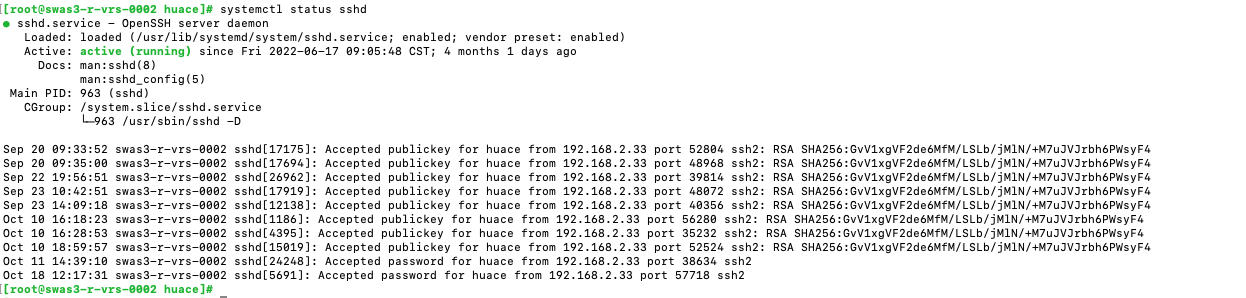 [[root@swas3-r-vrs-0002 huace]# systemctl status sshd
● sshd.service - OpenSSH server daemon
   Loaded: loaded (/usr/lib/systemd/system/sshd.service; enabled; vendor preset: enabled)
   Active: active (running) since Fri 2022-06-17 09:05:48 CST; 4 months 1 days ago
     Docs: man:sshd(8)
           man:sshd_config(5)
 Main PID: 963 (sshd)
   CGroup: /system.slice/sshd.service
           └─963 /usr/sbin/sshd -D

Sep 20 09:33:52 swas3-r-vrs-0002 sshd[17175]: Accepted publickey for huace from 192.168.2.33 port 52804 ssh2: RSA SHA256:GvV1xgVF2de6MfM/LSLb/jMlN/+M7uJVJrbh6PWsyF4
Sep 20 09:35:00 swas3-r-vrs-0002 sshd[17694]: Accepted publickey for huace from 192.168.2.33 port 48968 ssh2: RSA SHA256:GvV1xgVF2de6MfM/LSLb/jMlN/+M7uJVJrbh6PWsyF4
Sep 22 19:56:51 swas3-r-vrs-0002 sshd[26962]: Accepted publickey for huace from 192.168.2.33 port 39814 ssh2: RSA SHA256:GvV1xgVF2de6MfM/LSLb/jMlN/+M7uJVJrbh6PWsyF4
Sep 23 10:42:51 swas3-r-vrs-0002 sshd[17919]: Accepted publickey for huace from 192.168.2.33 port 48072 ssh2: RSA SHA256:GvV1xgVF2de6MfM/LSLb/jMlN/+M7uJVJrbh6PWsyF4
Sep 23 14:09:18 swas3-r-vrs-0002 sshd[12138]: Accepted publickey for huace from 192.168.2.33 port 40356 ssh2: RSA SHA256:GvV1xgVF2de6MfM/LSLb/jMlN/+M7uJVJrbh6PWsyF4
Oct 10 16:18:23 swas3-r-vrs-0002 sshd[1186]: Accepted publickey for huace from 192.168.2.33 port 56280 ssh2: RSA SHA256:GvV1xgVF2de6MfM/LSLb/jMlN/+M7uJVJrbh6PWsyF4
Oct 10 16:28:53 swas3-r-vrs-0002 sshd[4395]: Accepted publickey for huace from 192.168.2.33 port 35232 ssh2: RSA SHA256:GvV1xgVF2de6MfM/LSLb/jMlN/+M7uJVJrbh6PWsyF4
Oct 10 18:59:57 swas3-r-vrs-0002 sshd[15019]: Accepted publickey for huace from 192.168.2.33 port 52524 ssh2: RSA SHA256:GvV1xgVF2de6MfM/LSLb/jMlN/+M7uJVJrbh6PWsyF4
Oct 11 14:39:10 swas3-r-vrs-0002 sshd[24248]: Accepted password for huace from 192.168.2.33 port 38634 ssh2
Oct 18 12:17:31 swas3-r-vrs-0002 sshd[5691]: Accepted password for huace from 192.168.2.33 port 57718 ssh2
[[root@swas3-r-vrs-0002 huace]# _